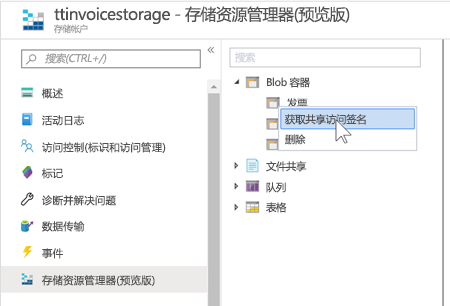 ttinvoicestorage - 存储资源管理器(预览版)
存储帐户
搜索(CTRL+/)
«
概述
活动日志
访问控制(标识和访问管理)
标记
诊断并解决问题
数据传输
事件
存储资源管理器(预览版)
搜索
Blob 容器
发票
获取共享访问签名
删除
文件共享
队列
表格